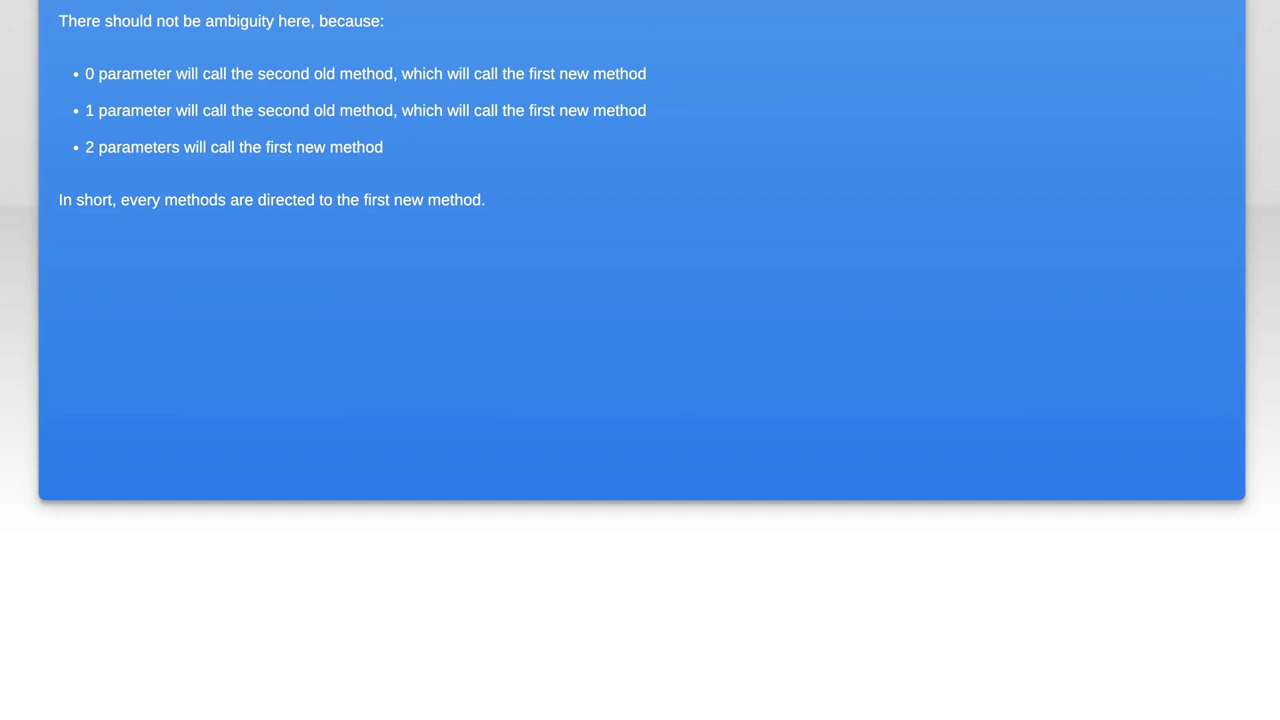 There should not be ambiguity here, because:
• 0 parameter will call the second old method, which will call the first new method
• 1 parameter will call the second old method, which will call the first new method
• 2 parameters will call the first new method
In short, every methods are directed to the first new method.